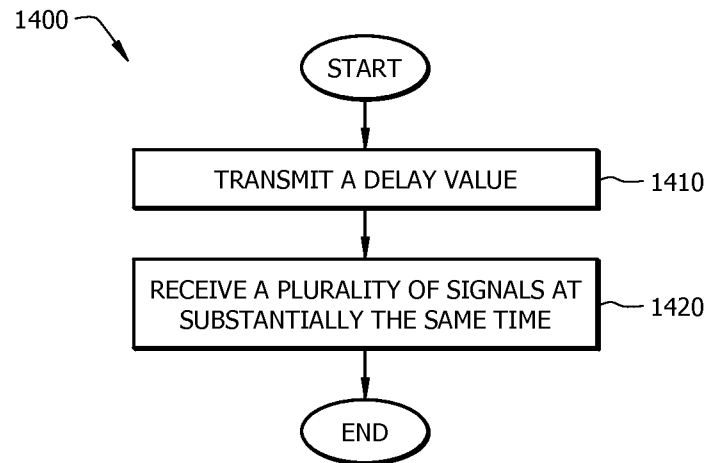 1400
START
TRANSMIT A DELAY VALUE
1410
RECEIVE A PLURALITY OF SIGNALS AT
SUBSTANTIALLY THE SAME TIME
1420
END